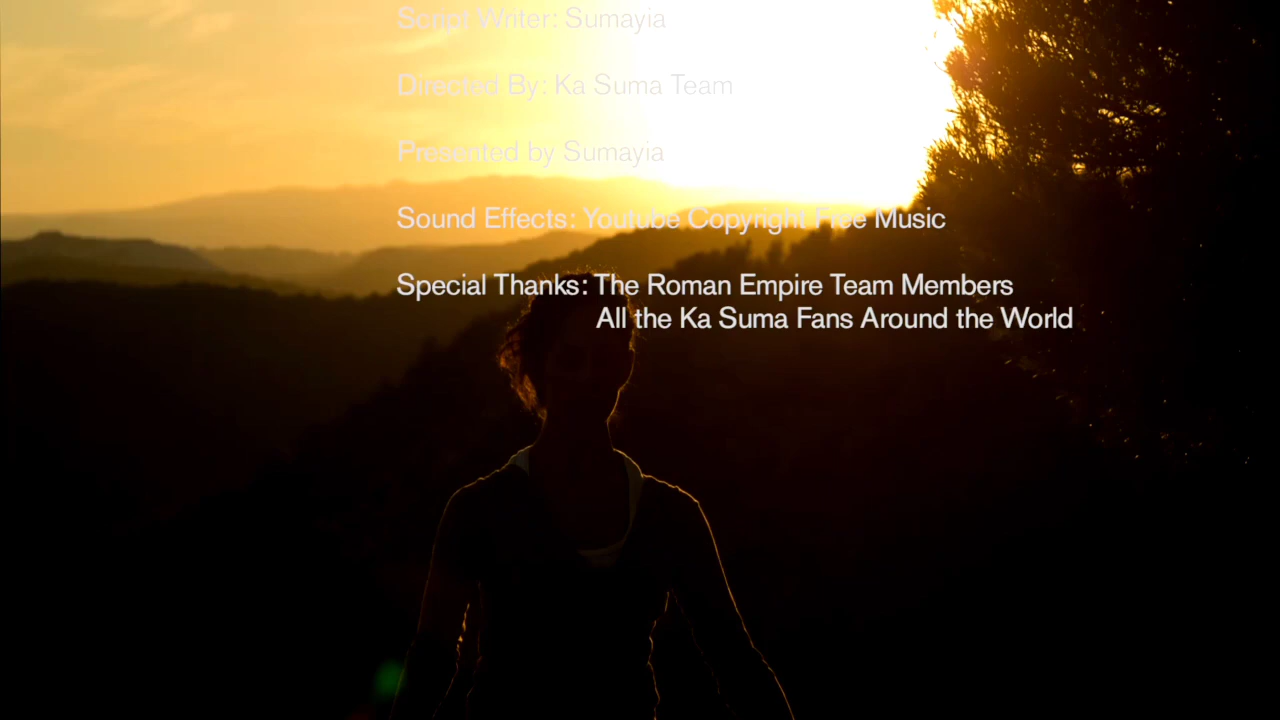 Script Writer: Sumayia
Directed By: Ka Suma Team
Presented by Sumayia
Sound Effects: Youtube Copyright Free Music
Special Thanks: The Roman Empire Team Members
All the Ka Suma Fans Around the World